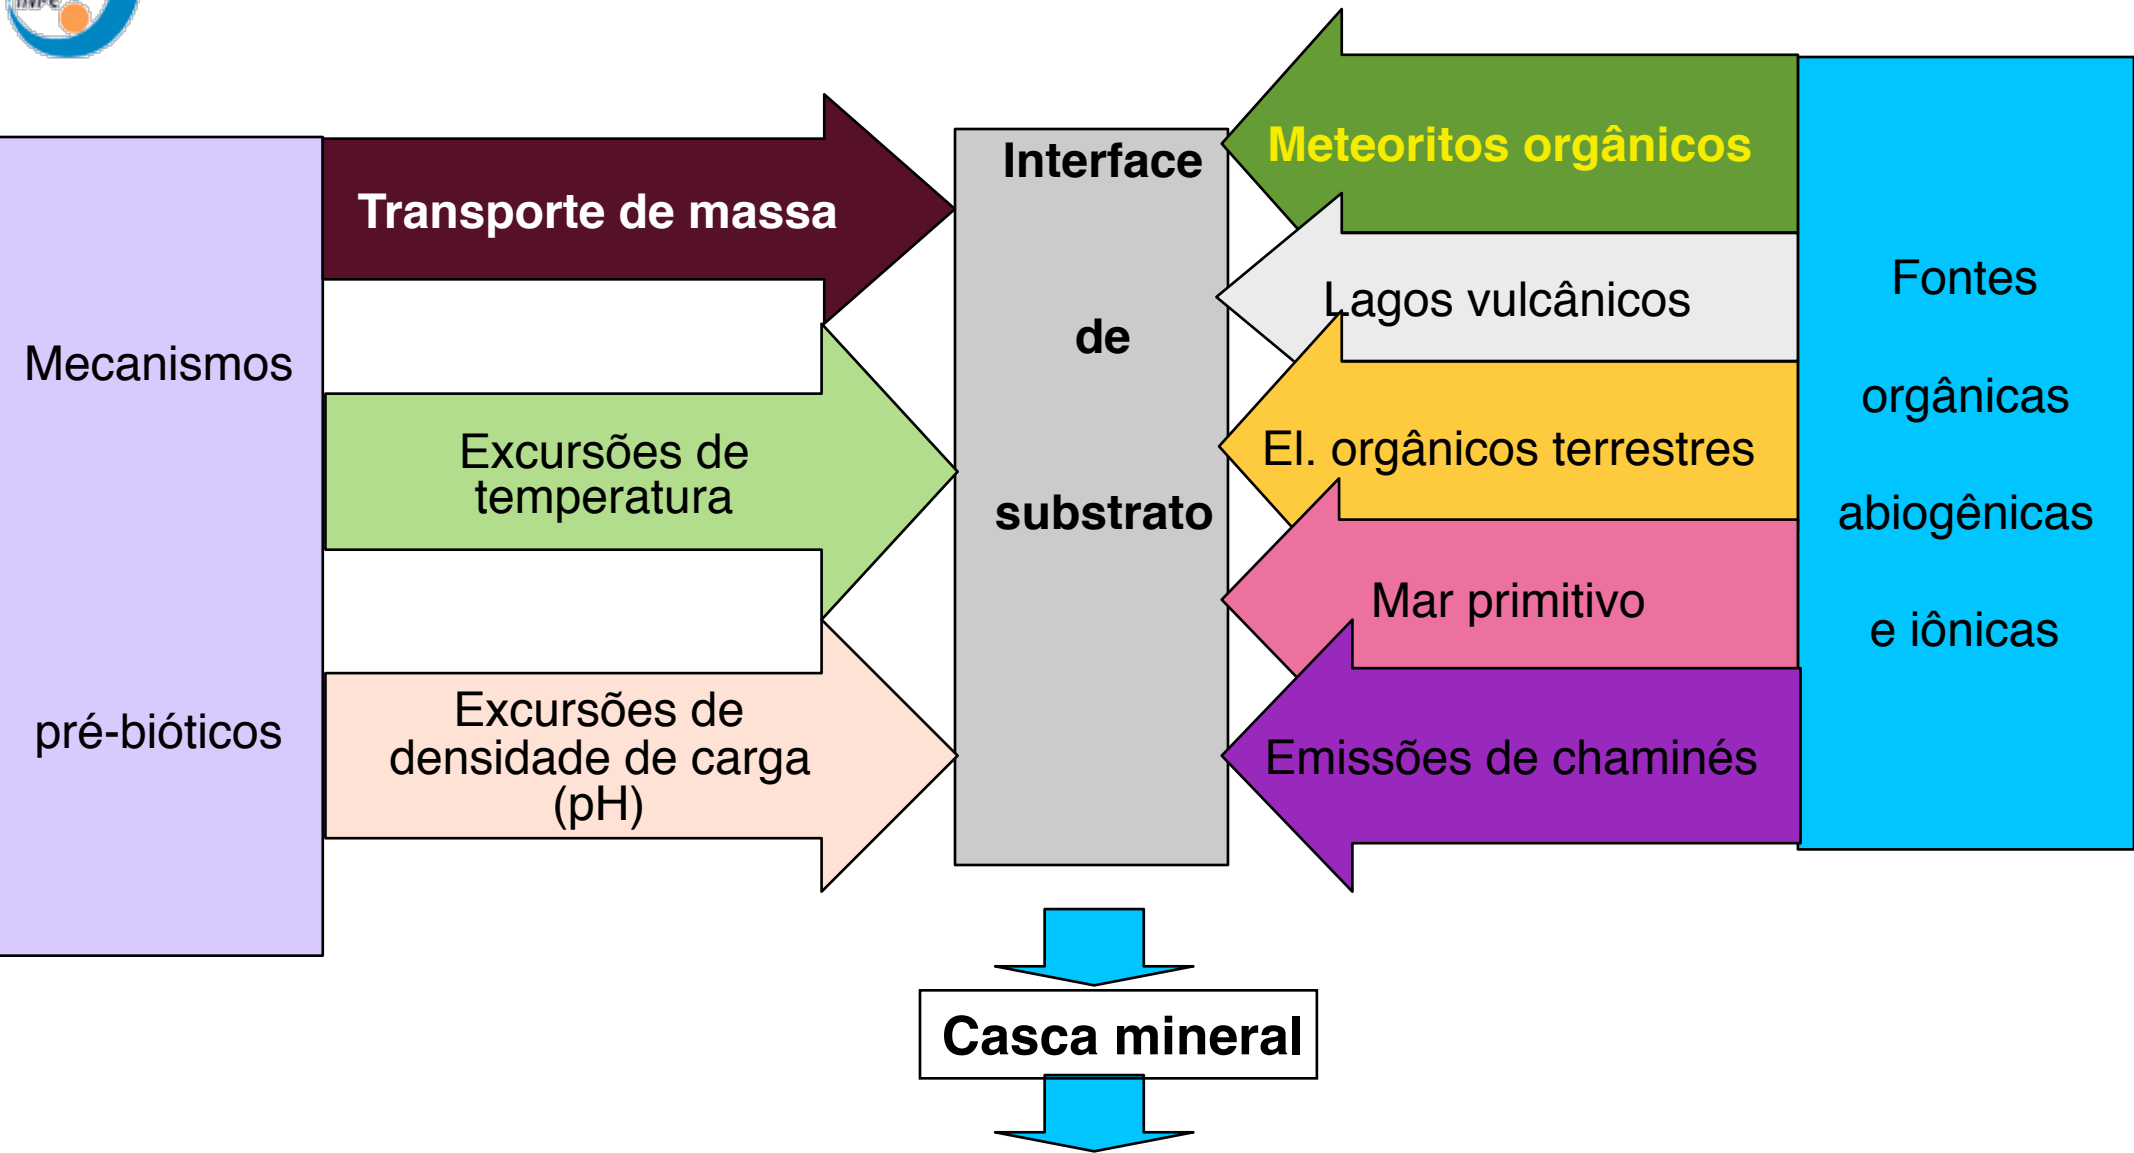 INPE
Mecanismos
pré-bióticos
Transporte de massa
Excursões de
temperatura
Excursões de
densidade de carga
(pH)
Interface
de
substrato
Meteoritos orgânicos
Lagos vulcânicos
El. orgânicos terrestres
Mar primitivo
Emissões de chaminés
Fontes
orgânicas
abiogênicas
e iônicas
Casca mineral